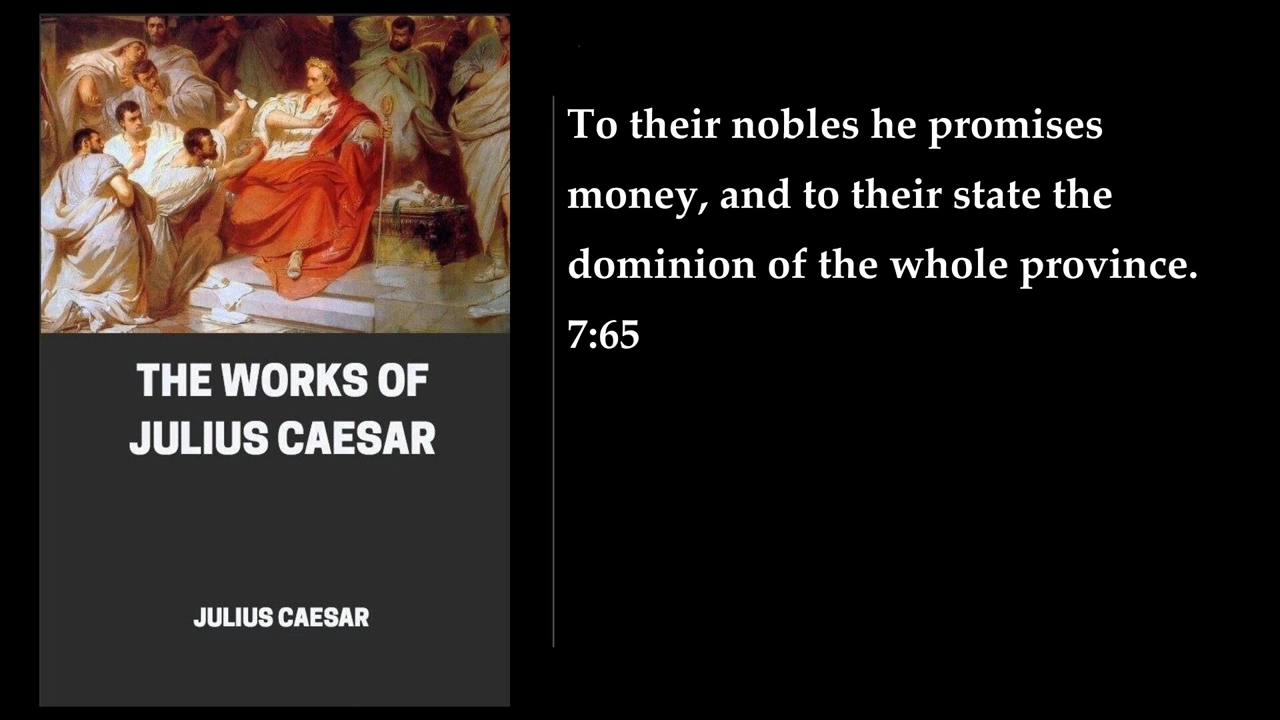 THE WORKS OF
JULIUS CAESAR
JULIUS CAESAR
To their nobles he promises
money, and to their state the
dominion of the whole province.
7:65